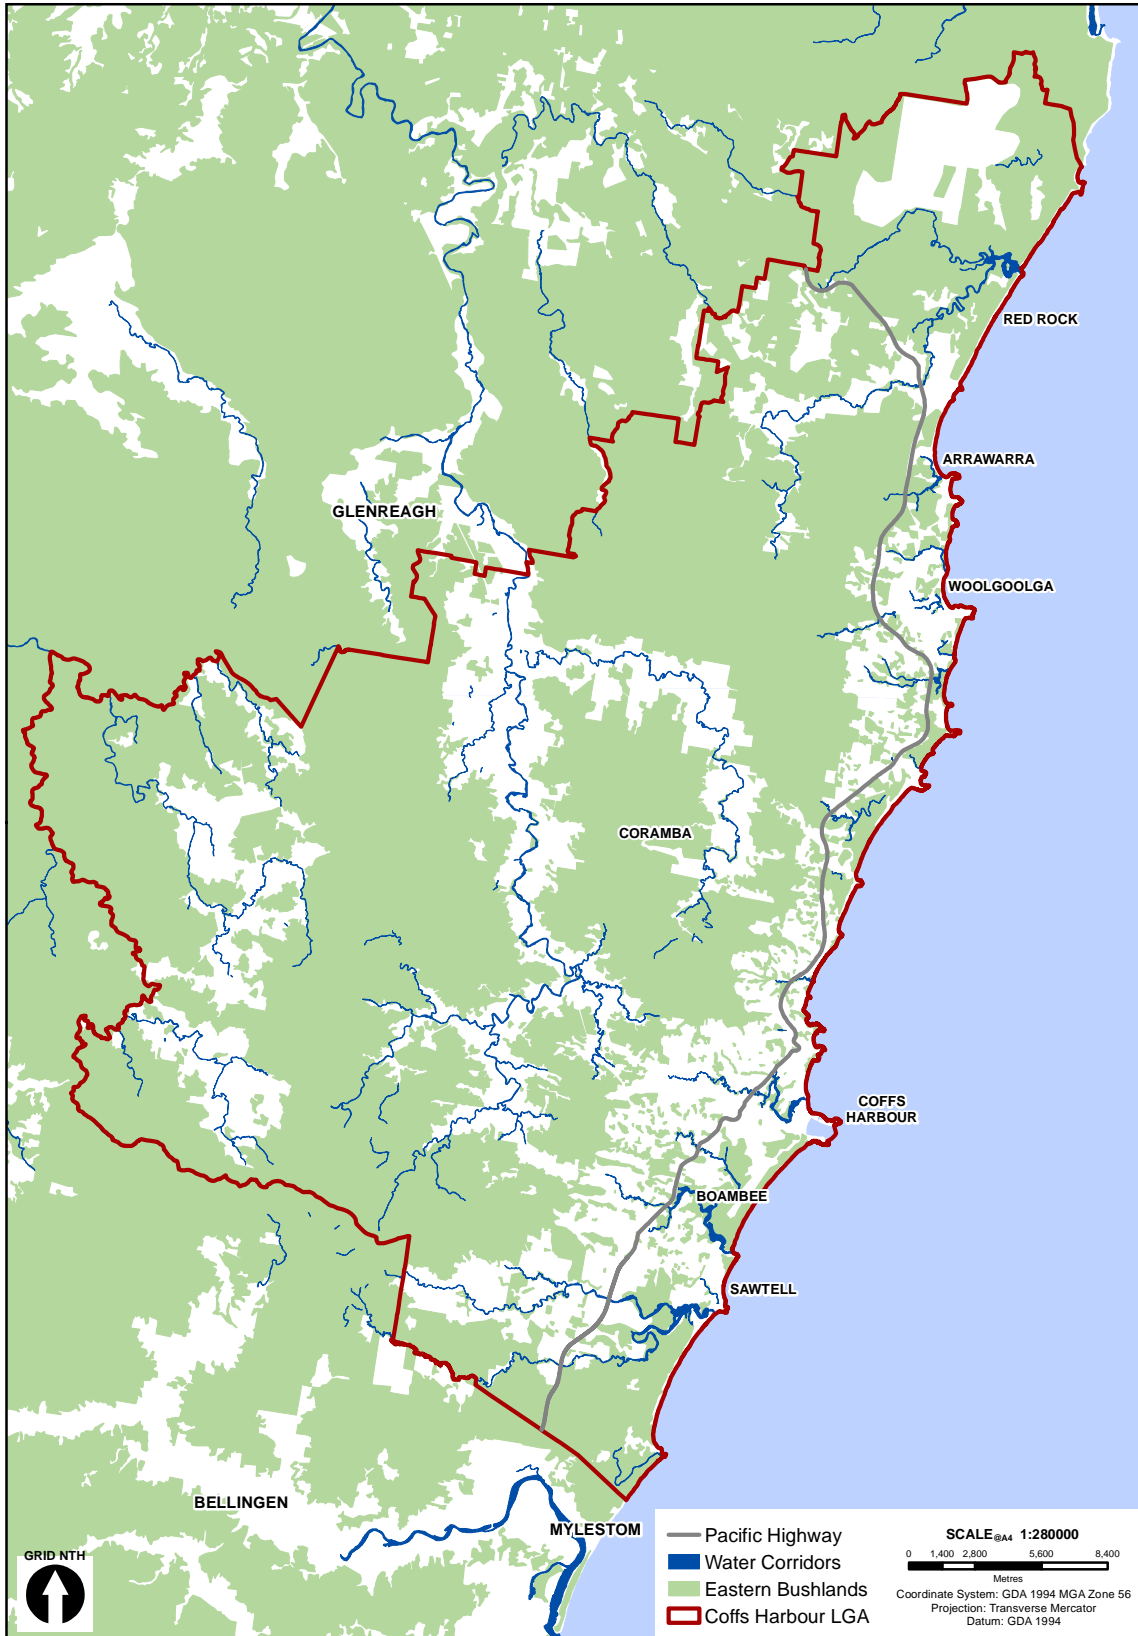 RED ROCK
ARRAWARRA
GLENREAGH
WOOLGOOLGA
CORAMBA
COFFS
HARBOUR
BOAMBEE
SAWTELL
BELLINGEN
MYLESTOM
GRID NTH
Pacific Highway
Water Corridors
Eastern Bushlands
Coffs Harbour LGA
SCALE@A4 1:280000
0 1,400 2,800 5,600 8,400
Metres
Coordinate System: GDA 1994 MGA Zone 56
Projection: Transverse Mercator
Datum: GDA 1994